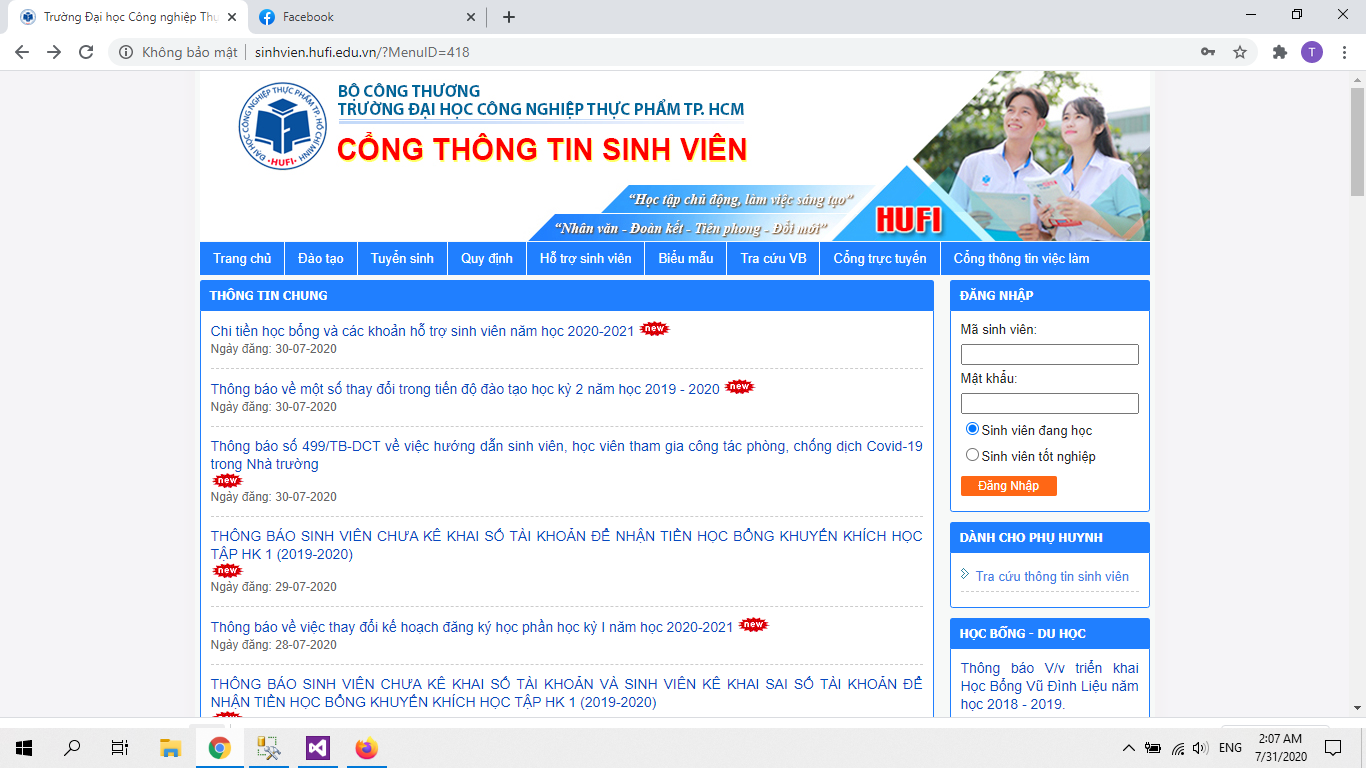 Trường Đại học Công nghiệp Thự
Facebook
Không bảo mật
sinhvien.hufi.edu.vn/?MenuID=418
T
ĐẠI HỌC CÔNG NGHIỆP THỰC PHẨM TP. HỒ CHÍ MINH
·HUFI·
BỘ CÔNG THƯƠNG
TRƯỜNG ĐẠI HỌC CÔNG NGHIỆP THỰC PHẨM TP. HCM
CỔNG THÔNG TIN SINH VIÊN
“Học tập chủ động, làm việc sáng tạo”
“Nhân văn - Đoàn kết - Tiên phong - Đổi mới”
HUFI
Trang chủ
Đào tạo
Tuyển sinh
Quy định
Hỗ trợ sinh viên
Biểu mẫu
Tra cứu VB
Cổng trực tuyến
Cổng thông tin việc làm
THÔNG TIN CHUNG
Chi tiền học bổng và các khoản hỗ trợ sinh viên năm học 2020-2021 new
Ngày đăng: 30-07-2020
Thông báo về một số thay đổi trong tiến độ đào tạo học kỳ 2 năm học 2019 - 2020 new
Ngày đăng: 30-07-2020
Thông báo số 499/TB-DCT về việc hướng dẫn sinh viên, học viên tham gia công tác phòng, chống dịch Covid-19
trong Nhà trường
new
Ngày đăng: 30-07-2020
THÔNG BÁO SINH VIÊN CHƯA KÊ KHAI SỐ TÀI KHOẢN ĐỂ NHẬN TIỀN HỌC BỔNG KHUYẾN KHÍCH HỌC
TẬP HK 1 (2019-2020)
new
Ngày đăng: 29-07-2020
Thông báo về việc thay đổi kế hoạch đăng ký học phần học kỳ I năm học 2020-2021 new
Ngày đăng: 28-07-2020
THÔNG BÁO SINH VIÊN CHƯA KÊ KHAI SỐ TÀI KHOẢN VÀ SINH VIÊN KÊ KHAI SAI SỐ TÀI KHOẢN ĐỂ
NHẬN TIỀN HỌC BỔNG KHUYẾN KHÍCH HỌC TẬP HK 1 (2019-2020)
ĐĂNG NHẬP
Mã sinh viên:
Mật khẩu:
Sinh viên đang học
Sinh viên tốt nghiệp
Đăng Nhập
DÀNH CHO PHỤ HUYNH
Tra cứu thông tin sinh viên
HỌC BỔNG - DU HỌC
Thông báo V/v triển khai
Học Bổng Vũ Đình Liệu năm
học 2018 - 2019.
ENG
2:07 AM
7/31/2020